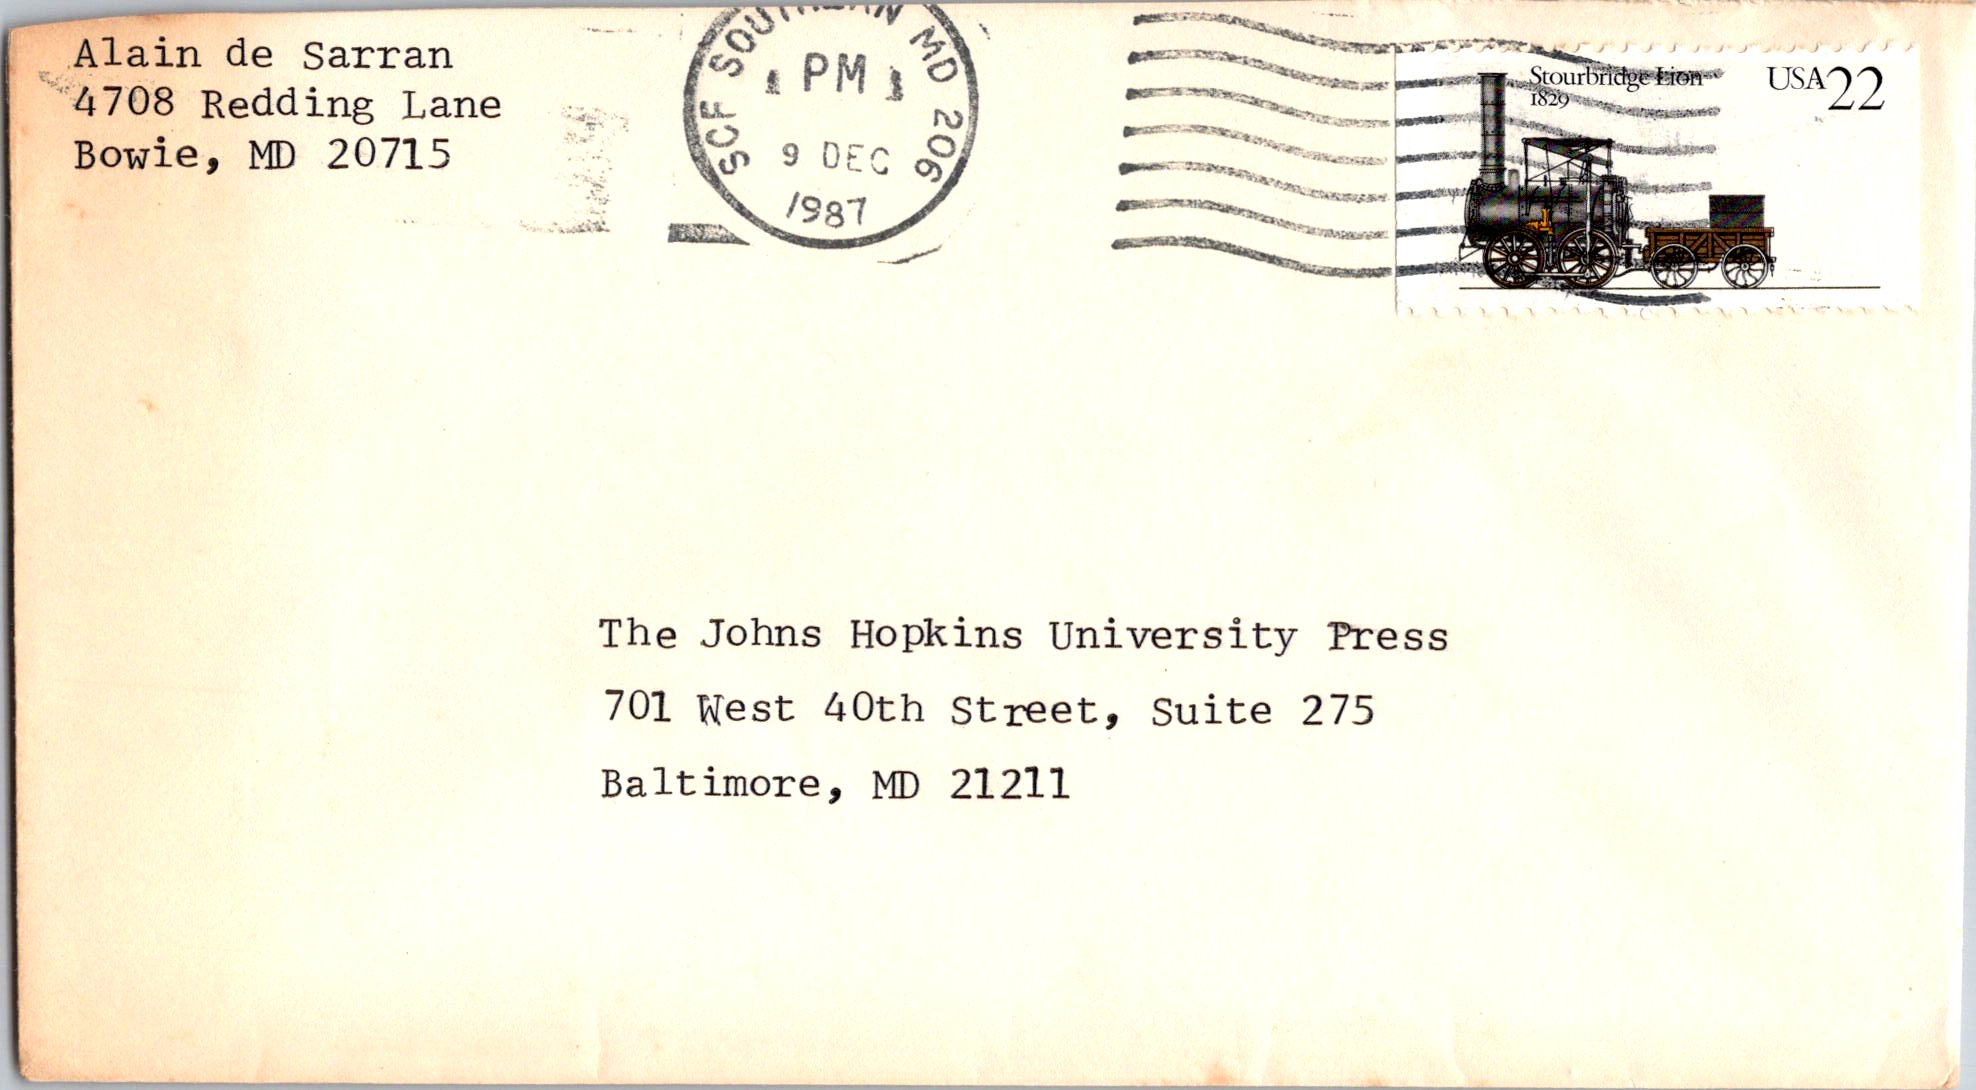 Alain de Sarran
4708 Redding Lane
Bowie, MD 20715
SCF SOUTHERN MD 206
PM
9 DEC
1987
Stourbridge Lion
1829
USA22
The Johns Hopkins University Press
701 West 40th Street, Suite 275
Baltimore, MD 21211